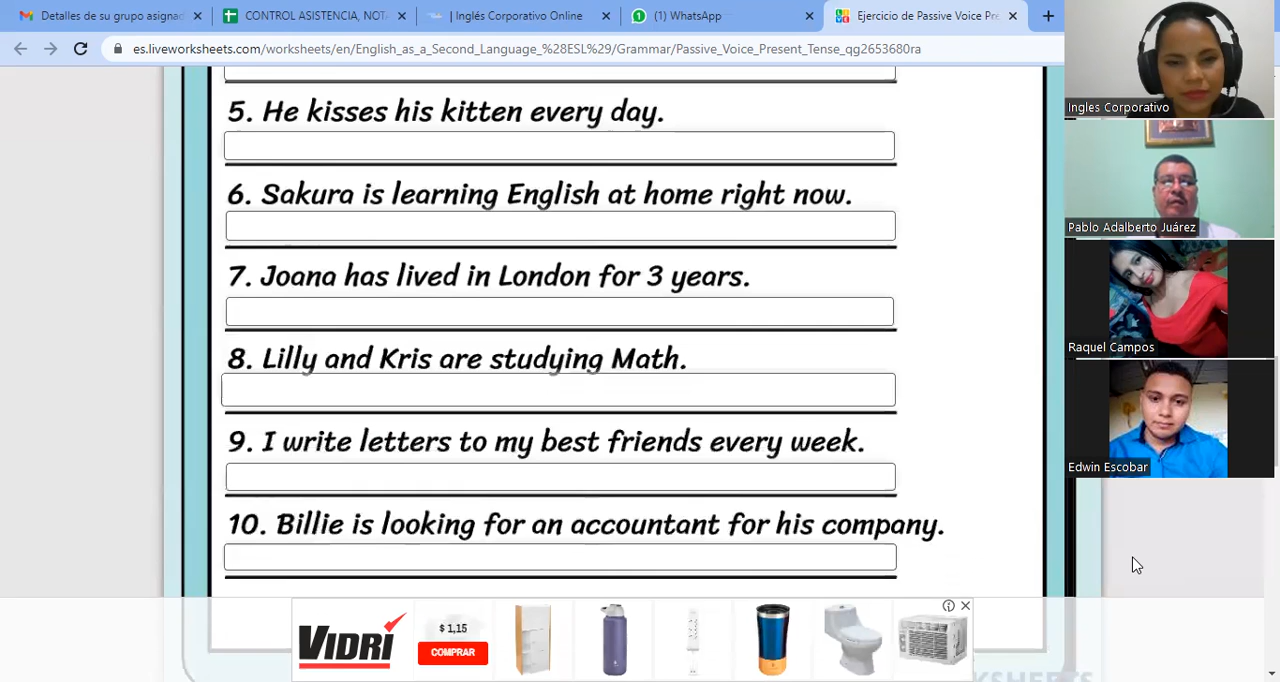 Detalles de su grupo asignad
CONTROL ASISTENCIA, NOT
| Inglés Corporativo Online
(1) WhatsApp
Ejercicio de Passive Voice Pre
es.liveworksheets.com/worksheets/en/English_as_a_Second_Language_%28ESL%29/Grammar/Passive_Voice_Present_Tense_qg2653680ra
5. He kisses his kitten every day.
6. Sakura is learning English at home right now.
7. Joana has lived in London for 3 years.
8. Lilly and Kris are studying Math.
9. I write letters to my best friends every week.
10. Billie is looking for an accountant for his company.
VIDRÍ
$ 1,15
COMPRAR
KSHEETS
Ingles Corporativo
Pablo Adalberto Juárez
Raquel Campos
Edwin Escobar